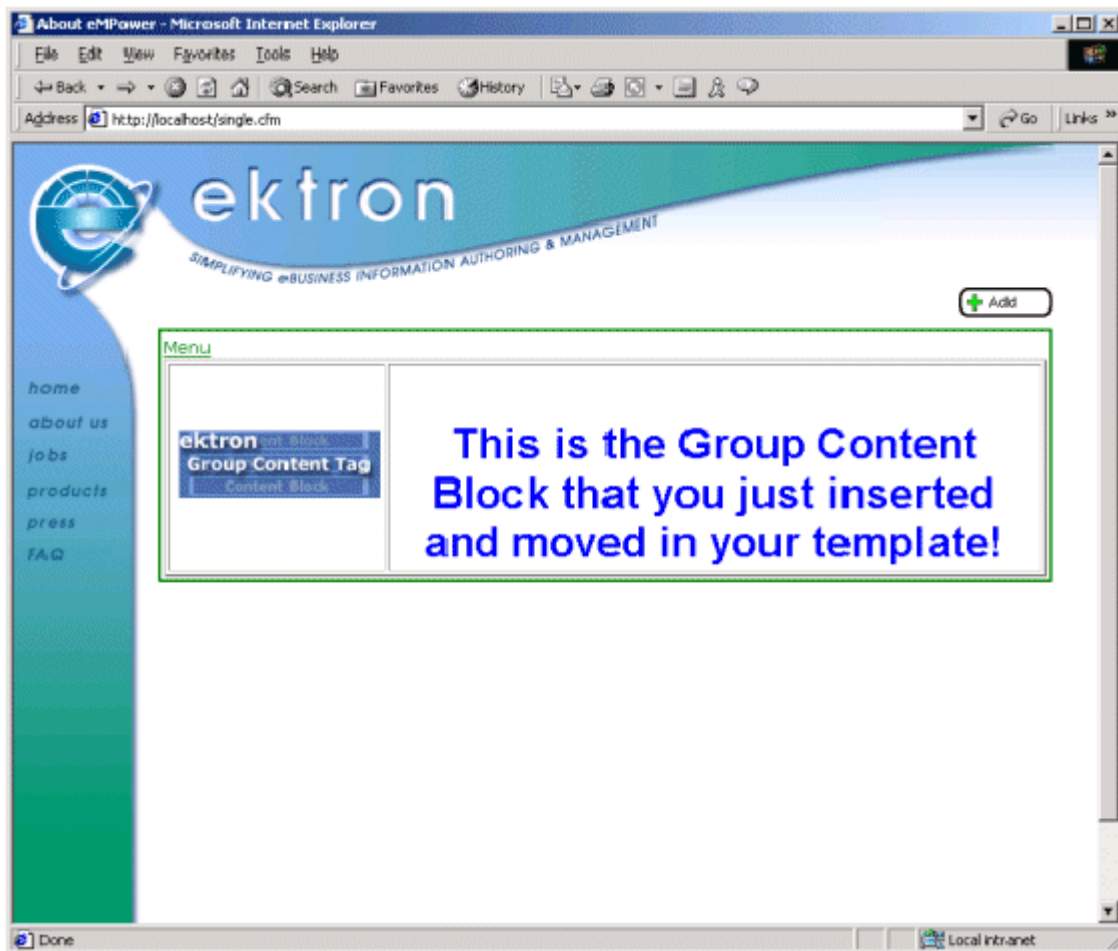 About eMPower - Microsoft Internet Explorer
File Edit View Favorites Tools Help
Back Search Favorites History
Address http://localhost/single.cfm Go Links »
ektron
SIMPLIFYING eBUSINESS INFORMATION AUTHORING & MANAGEMENT
Add
Menu
home
about us
jobs
products
press
FAQ
ektron ent Block
Group Content Tag
Content Block
This is the Group Content
Block that you just inserted
and moved in your template!
Done Local intranet